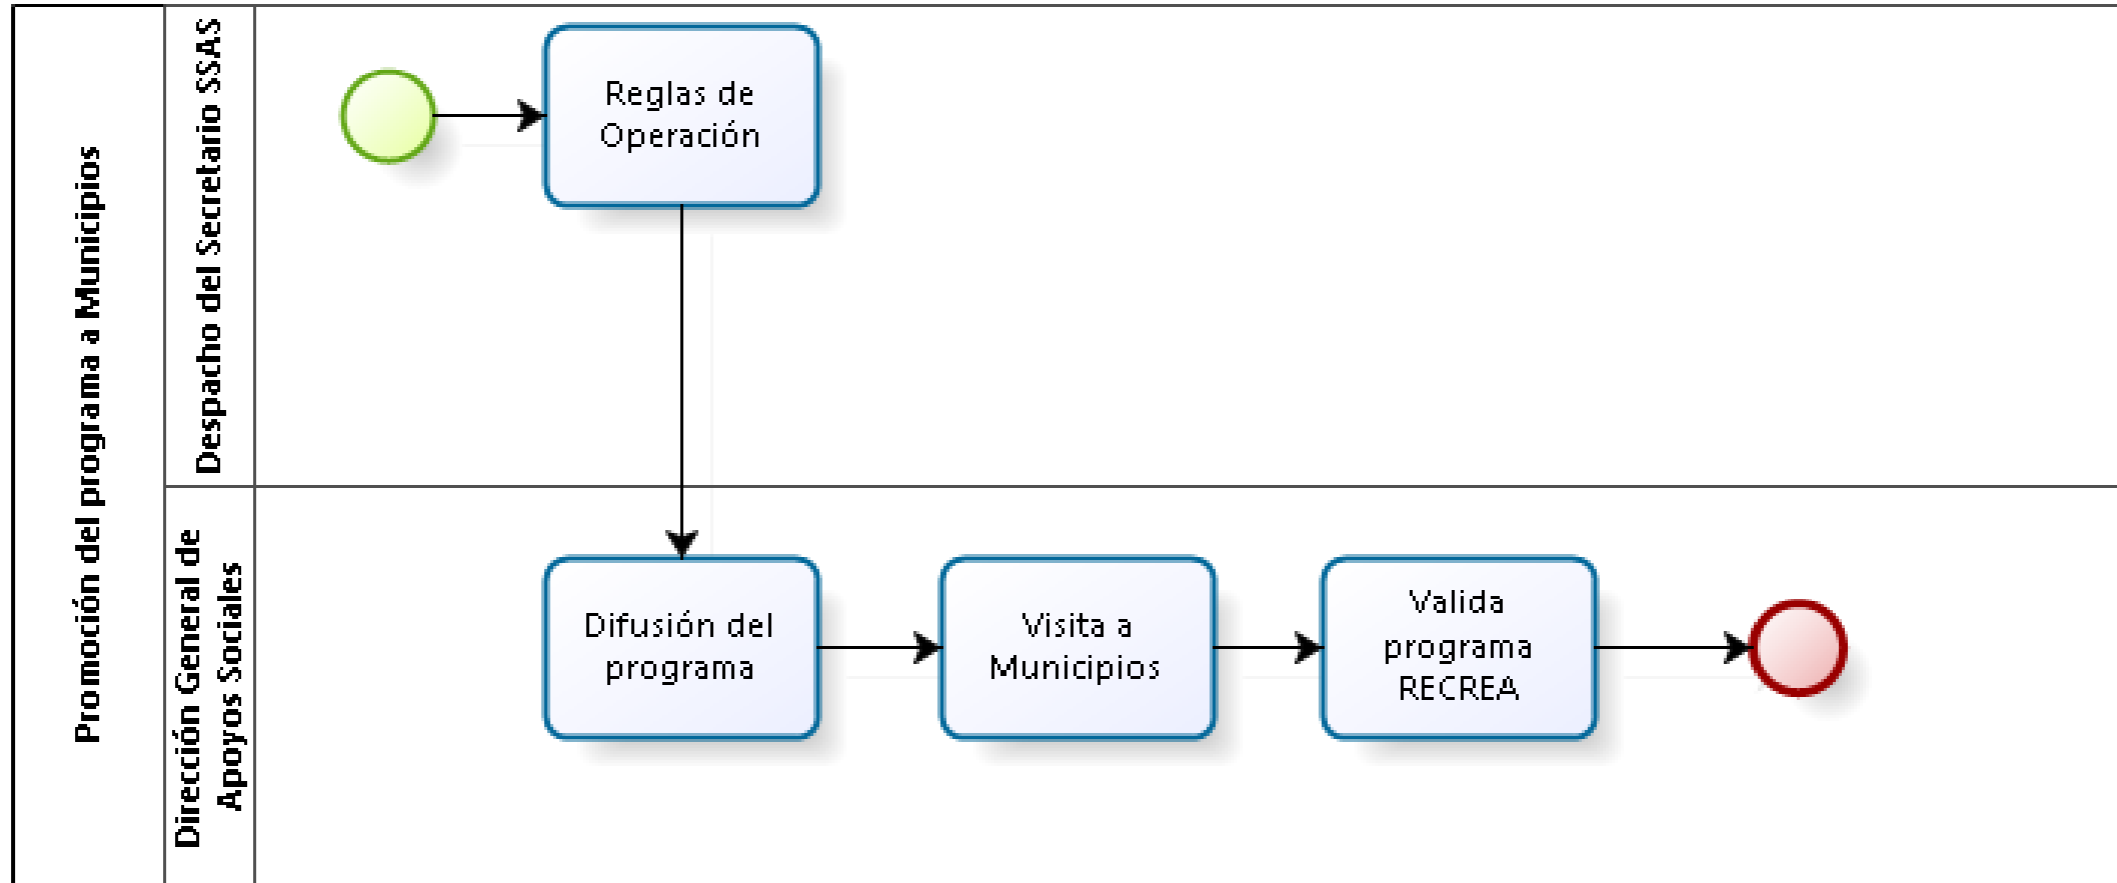 Promoción del programa a Municipios
Despacho del Secretario SSAS
Reglas de
Operación
Dirección General de
Apoyos Sociales
Difusión del
programa
Visita a
Municipios
Valida
programa
RECREA